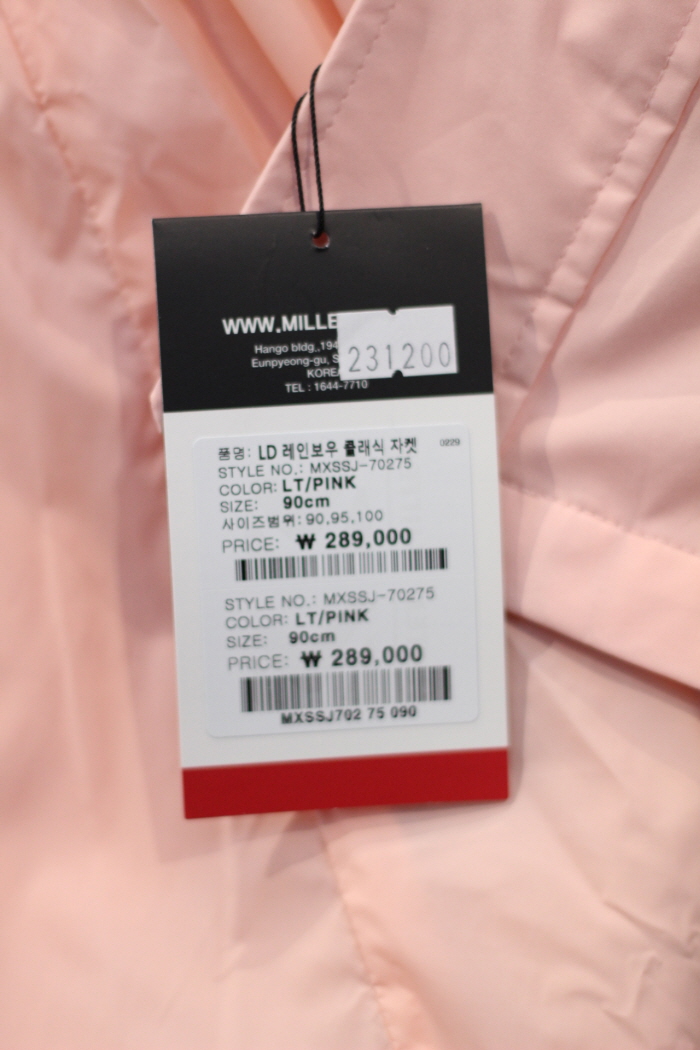 WWW.MILLE
Hango bldg.,194
Eunpyeong-gu, S
KOREA
TEL : 1644-7710
231200
품명: LD 레인보우 클래식 자켓 0229
STYLE NO.: MXSSJ-70275
COLOR: LT/PINK
SIZE: 90cm
사이즈범위: 90,95,100
PRICE: ₩ 289,000
STYLE NO.: MXSSJ-70275
COLOR: LT/PINK
SIZE: 90cm
PRICE: ₩ 289,000
MXSSJ702 75 090